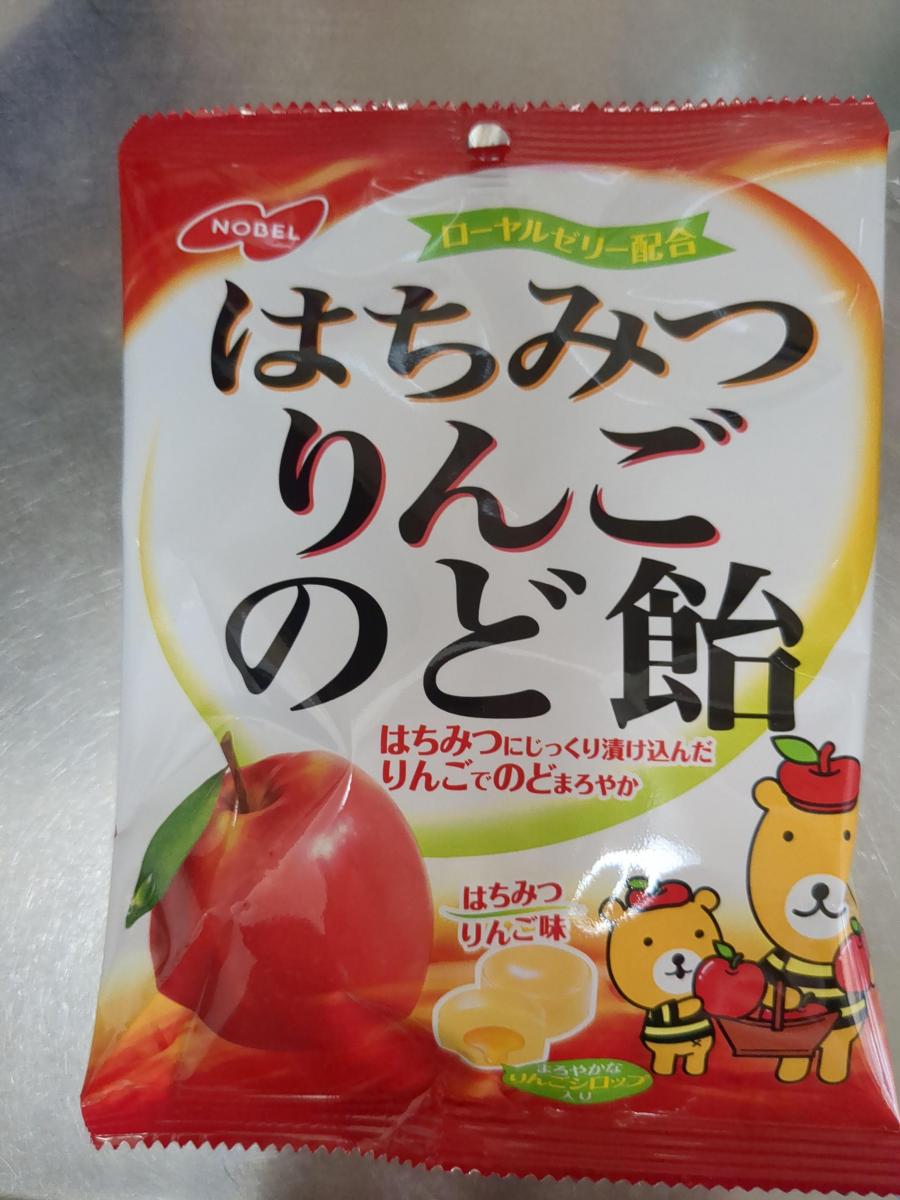 NOBEL
ローヤルゼリー配合
はちみつ
りんご
のど飴
はちみつにじっくり漬け込んだ
りんごでのどまろやか
はちみつ
りんご味
まろやかな
りんごシロップ
入り